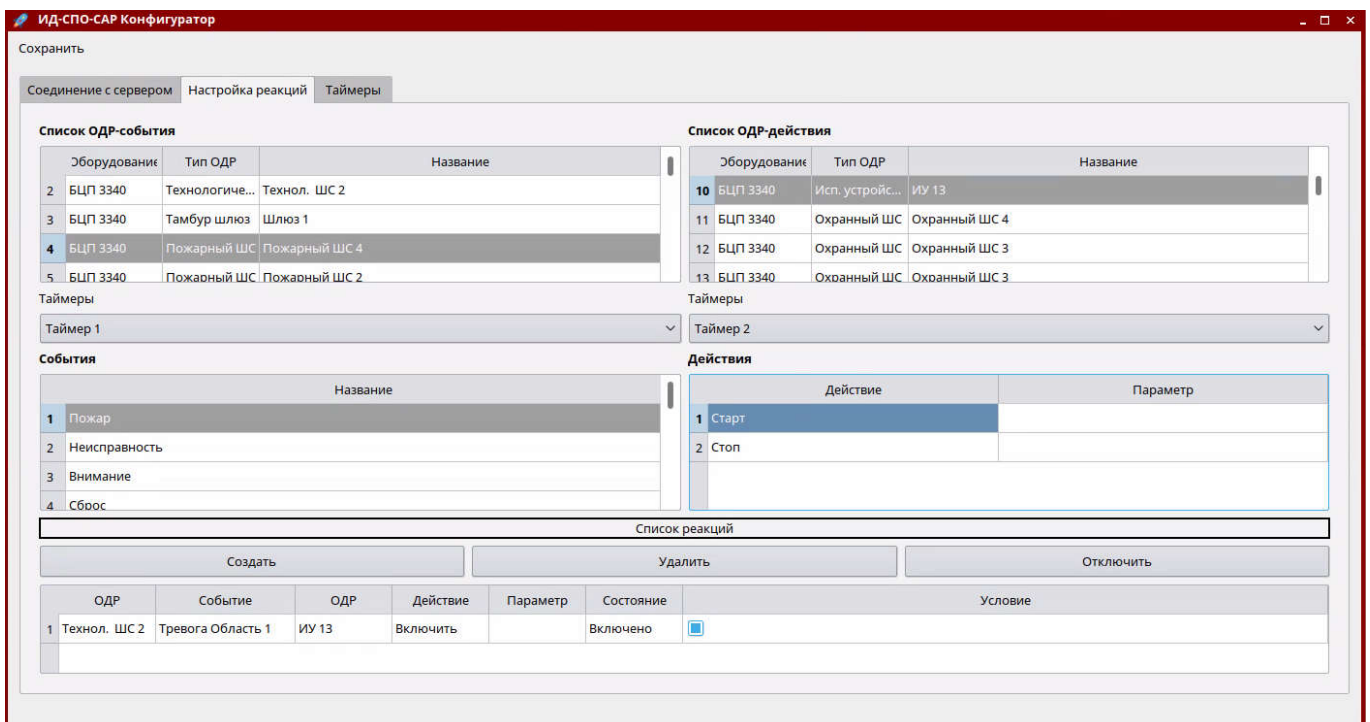 ИД-СПО-САР Конфигуратор
Сохранить
Соединение с сервером Настройка реакций Таймеры
Список ОДР-события Список ОДР-действия
Оборудование Тип ОДР Название Оборудование Тип ОДР Название
2 БЦП 3340 Технологиче... Технол. ШС 2 10 БЦП 3340 Исп. устройс... ИУ 13
3 БЦП 3340 Тамбур шлюз Шлюз 1 11 БЦП 3340 Охранный ШС Охранный ШС 4
4 БЦП 3340 Пожарный ШС Пожарный ШС 4 12 БЦП 3340 Охранный ШС Охранный ШС 3
5 БЦП 3340 Пожарный ШС Пожарный ШС 2 13 БЦП 3340 Охранный ШС Охранный ШС 3
Таймеры Таймеры
Таймер 1 Таймер 2
События Действия
Название Действие Параметр
1 Пожар 1 Старт
2 Неисправность 2 Стоп
3 Внимание
4 Сброс
Список реакций
Создать Удалить Отключить
ОДР Событие ОДР Действие Параметр Состояние Условие
1 Технол. ШС 2 Тревога Область 1 ИУ 13 Включить Включено